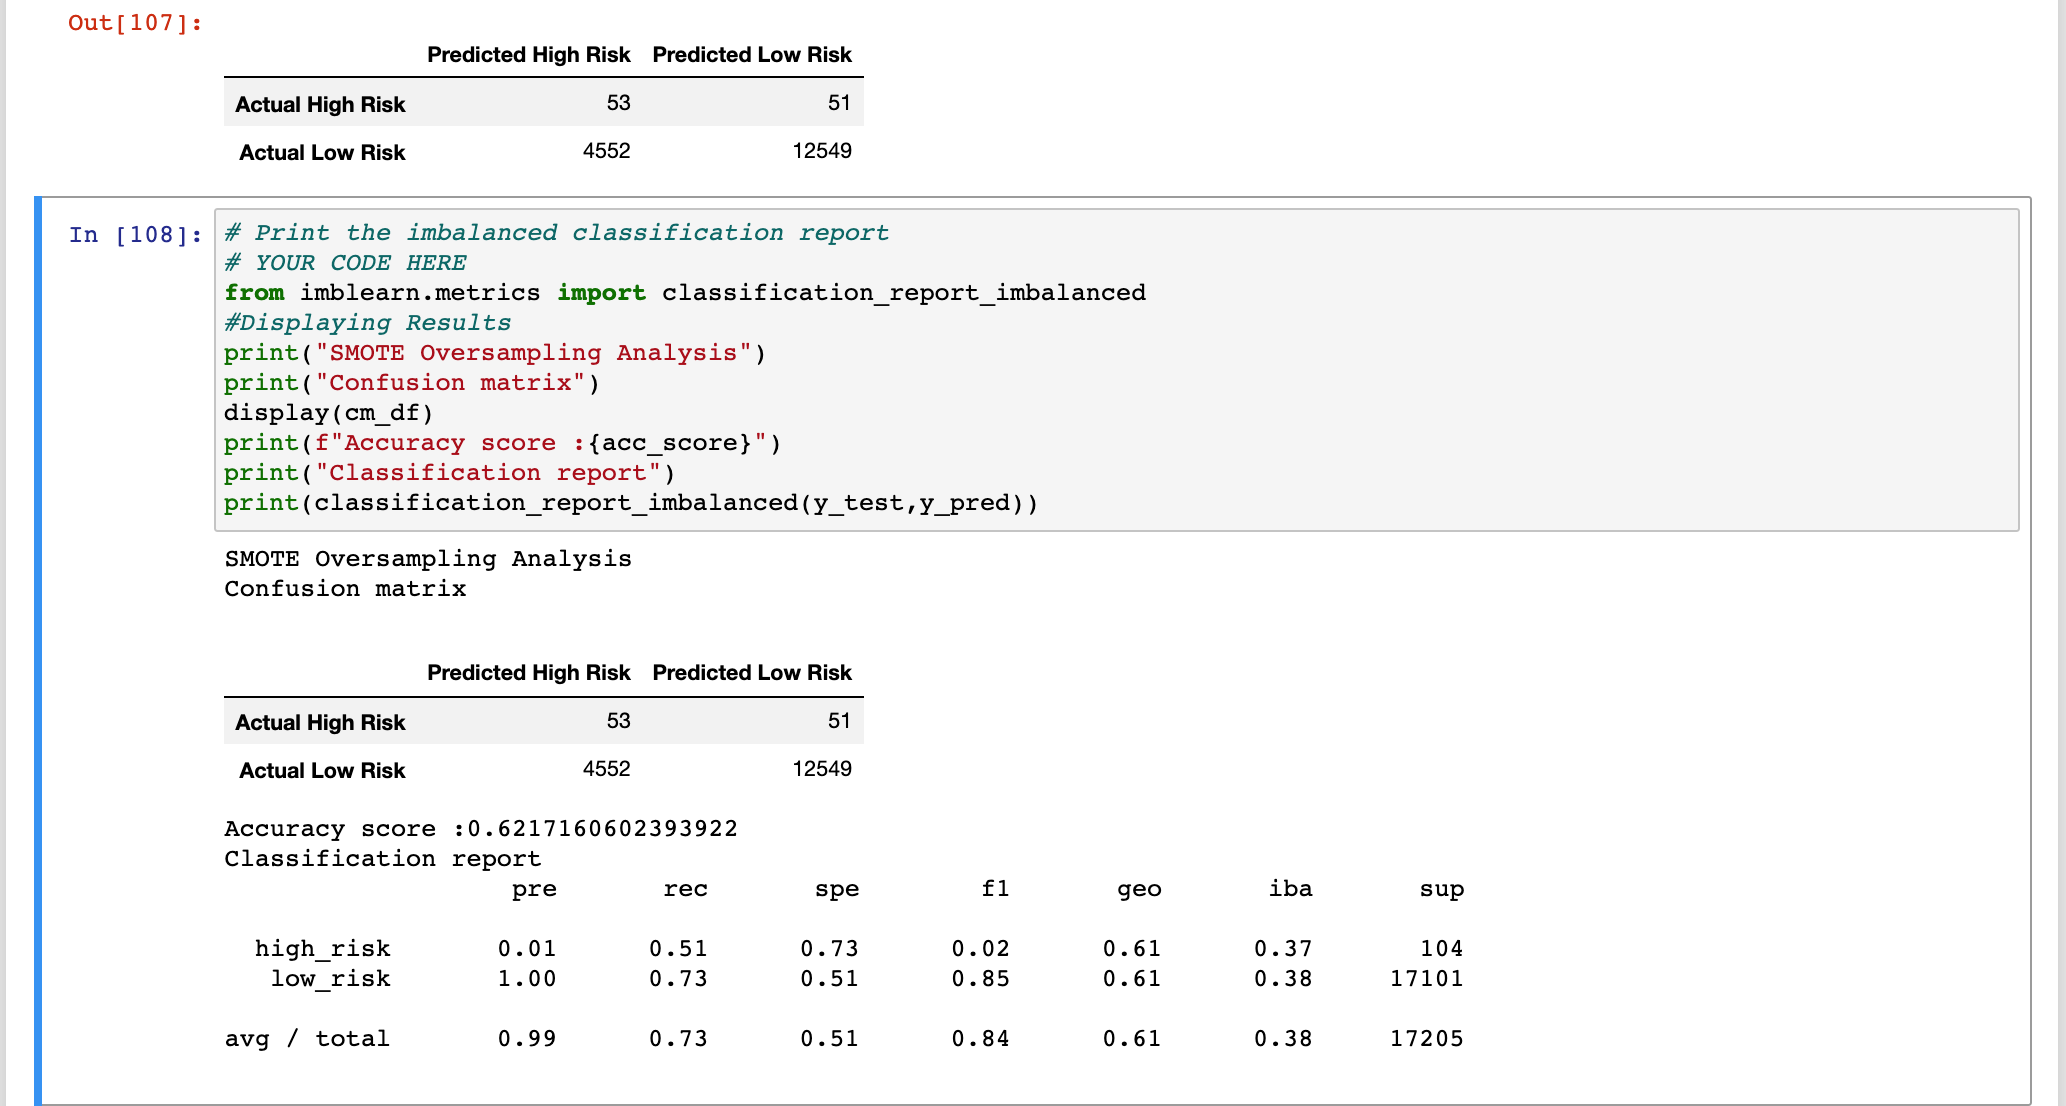 Out[107]:
Predicted High Risk Predicted Low Risk
Actual High Risk 53 51
Actual Low Risk 4552 12549
In [108]: # Print the imbalanced classification report
# YOUR CODE HERE
from imblearn.metrics import classification_report_imbalanced
#Displaying Results
print("SMOTE Oversampling Analysis")
print("Confusion matrix")
display(cm_df)
print(f"Accuracy score :{acc_score}")
print("Classification report")
print(classification_report_imbalanced(y_test,y_pred))
SMOTE Oversampling Analysis
Confusion matrix
Predicted High Risk Predicted Low Risk
Actual High Risk 53 51
Actual Low Risk 4552 12549
Accuracy score :0.6217160602393922
Classification report
pre rec spe f1 geo iba sup
high_risk 0.01 0.51 0.73 0.02 0.61 0.37 104
low_risk 1.00 0.73 0.51 0.85 0.61 0.38 17101
avg / total 0.99 0.73 0.51 0.84 0.61 0.38 17205